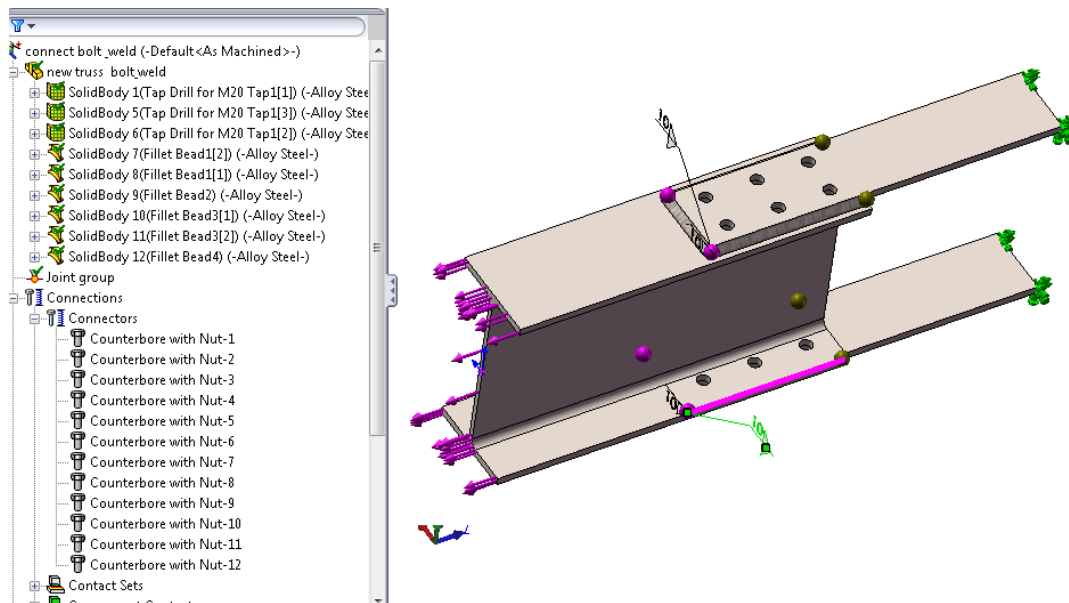 connect bolt_weld (-Default<As Machined>-)
new truss bolt_weld
SolidBody 1(Tap Drill for M20 Tap1[1]) (-Alloy Stee
SolidBody 5(Tap Drill for M20 Tap1[3]) (-Alloy Stee
SolidBody 6(Tap Drill for M20 Tap1[2]) (-Alloy Stee
SolidBody 7(Fillet Bead1[2]) (-Alloy Steel-)
SolidBody 8(Fillet Bead1[1]) (-Alloy Steel-)
SolidBody 9(Fillet Bead2) (-Alloy Steel-)
SolidBody 10(Fillet Bead3[1]) (-Alloy Steel-)
SolidBody 11(Fillet Bead3[2]) (-Alloy Steel-)
SolidBody 12(Fillet Bead4) (-Alloy Steel-)
Joint group
Connections
Connectors
Counterbore with Nut-1
Counterbore with Nut-2
Counterbore with Nut-3
Counterbore with Nut-4
Counterbore with Nut-5
Counterbore with Nut-6
Counterbore with Nut-7
Counterbore with Nut-8
Counterbore with Nut-9
Counterbore with Nut-10
Counterbore with Nut-11
Counterbore with Nut-12
Contact Sets